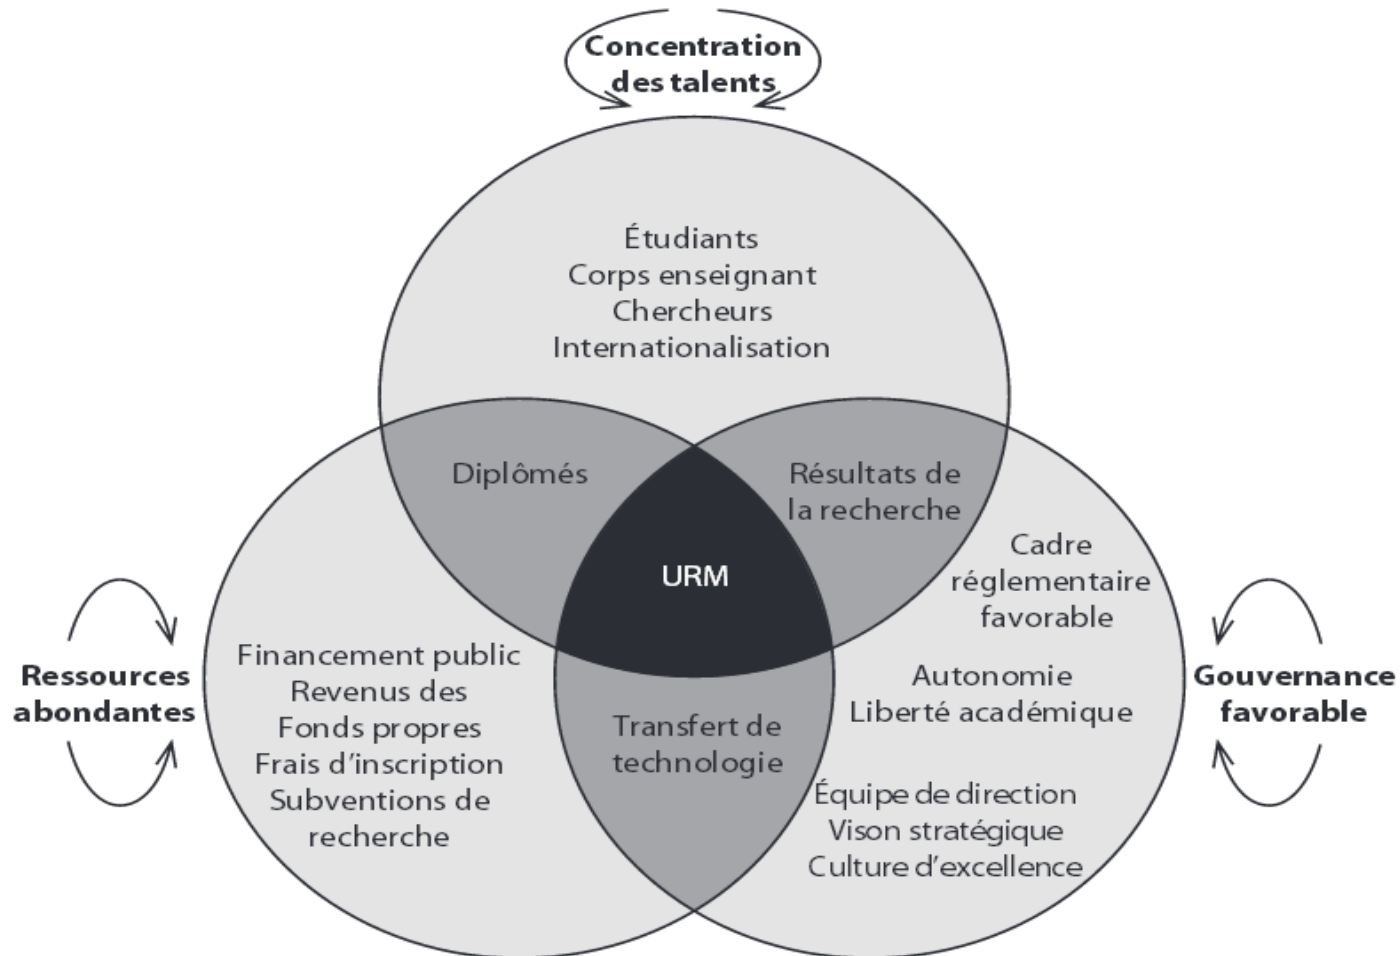 Concentration
des talents
Étudiants
Corps enseignant
Chercheurs
Internationalisation
Diplômés
Résultats de
la recherche
URM
Cadre
réglementaire
favorable
Ressources
abondantes
Financement public
Revenus des
Fonds propres
Frais d'inscription
Subventions de
recherche
Transfert de
technologie
Autonomie
Liberté académique
Équipe de direction
Vison stratégique
Culture d'excellence
Gouvernance
favorable